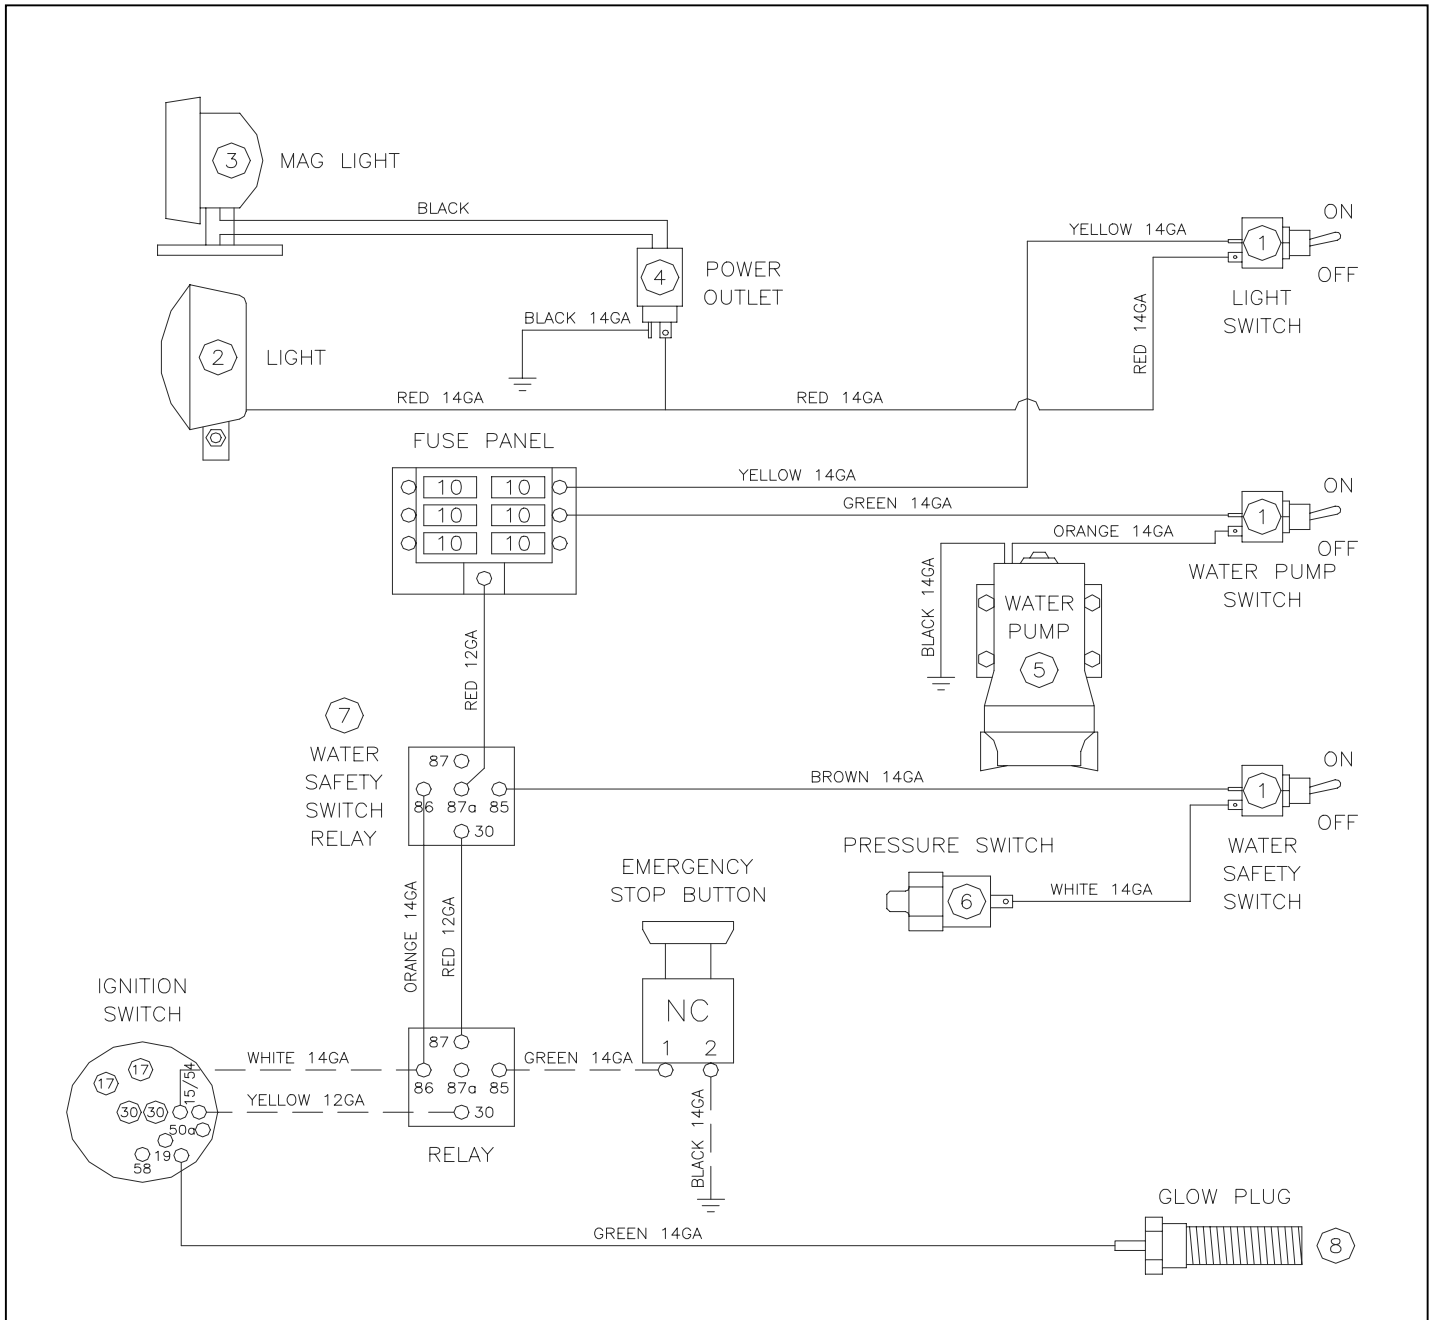 3
MAG LIGHT
BLACK
4
POWER
OUTLET
BLACK 14GA
YELLOW 14GA
1
ON
OFF
LIGHT
SWITCH
RED 14GA
2
LIGHT
RED 14GA
RED 14GA
FUSE PANEL
10 10
10 10
10 10
YELLOW 14GA
GREEN 14GA
ORANGE 14GA
1
ON
OFF
WATER PUMP
SWITCH
BLACK 14GA
WATER
PUMP
5
RED 12GA
7
WATER
SAFETY
SWITCH
RELAY
87
86 87a 85
30
BROWN 14GA
1
ON
OFF
WATER
SAFETY
SWITCH
PRESSURE SWITCH
6
WHITE 14GA
EMERGENCY
STOP BUTTON
NC
1 2
ORANGE 14GA
RED 12GA
IGNITION
SWITCH
17
17
30 30
15/54
50a
19
58
WHITE 14GA
YELLOW 12GA
87
86 87a 85
30
RELAY
GREEN 14GA
BLACK 14GA
GREEN 14GA
GLOW PLUG
8